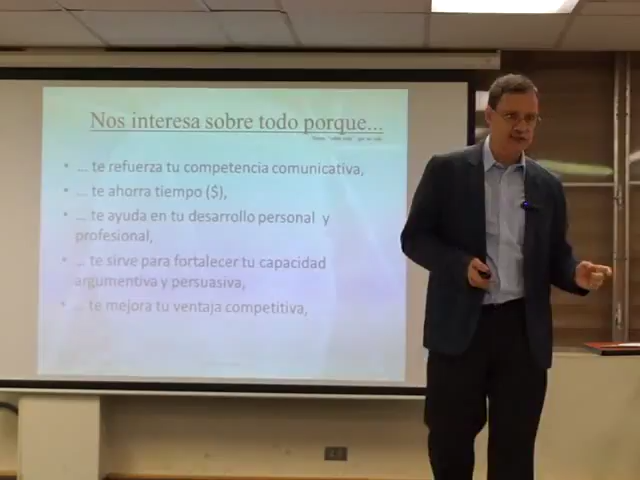 Nos interesa sobre todo porque...
• ... te refuerza tu competencia comunicativa,
• ... te ahorra tiempo ($),
• ... te ayuda en tu desarrollo personal y
profesional,
• ... te sirve para fortalecer tu capacidad
argumentiva y persuasiva,
• ... te mejora tu ventaja competitiva,